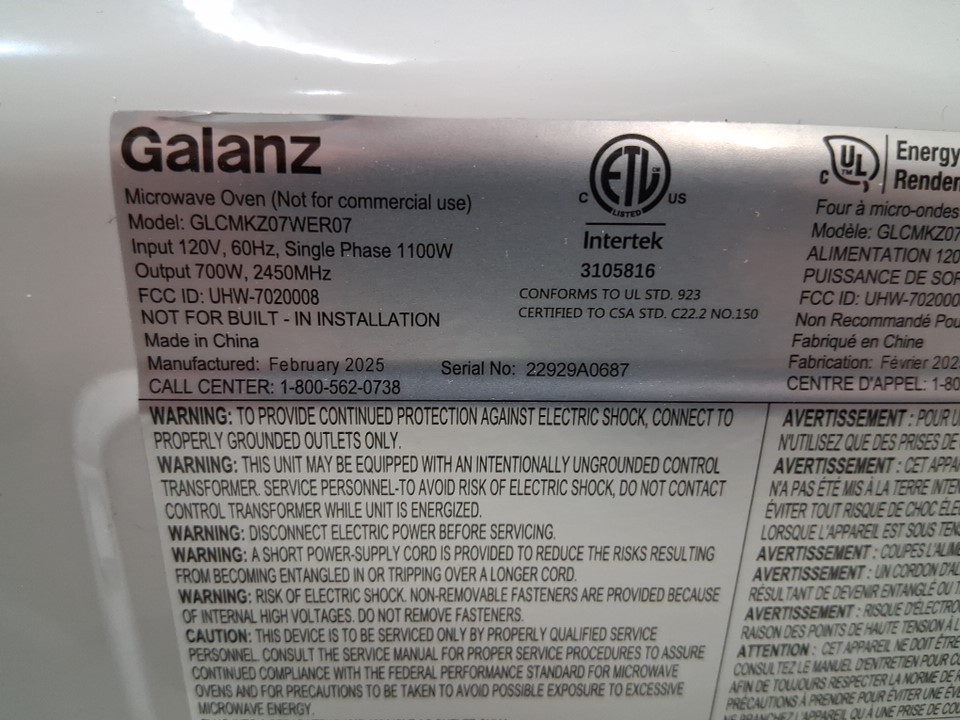 Galanz
Microwave Oven (Not for commercial use)
Model: GLCMKZ07WER07
Input 120V, 60Hz, Single Phase 1100W
Output 700W, 2450MHz
FCC ID: UHW-7020008
NOT FOR BUILT - IN INSTALLATION
Made in China
Manufactured: February 2025
Serial No: 22929A0687
CALL CENTER: 1-800-562-0738
C ETL US
LISTED
Intertek
3105816
CONFORMS TO UL STD. 923
CERTIFIED TO CSA STD. C22.2 NO.150
C UL
TM
Energy
Four à micro-ondes
Modèle: GLCMKZ07
ALIMENTATION 120
PUISSANCE DE
FCC ID: UHW-702000
Non Recommandé
Fabriqué en Chine
Fabrication: Février
CENTRE D'APPEL:
WARNING: TO PROVIDE CONTINUED PROTECTION AGAINST ELECTRIC SHOCK, CONNECT TO
PROPERLY GROUNDED OUTLETS ONLY.
WARNING: THIS UNIT MAY BE EQUIPPED WITH AN INTENTIONALLY UNGROUNDED CONTROL
TRANSFORMER. SERVICE PERSONNEL-TO AVOID RISK OF ELECTRIC SHOCK, DO NOT CONTACT
CONTROL TRANSFORMER WHILE UNIT IS ENERGIZED.
WARNING: DISCONNECT ELECTRIC POWER BEFORE SERVICING.
WARNING: A SHORT POWER-SUPPLY CORD IS PROVIDED TO REDUCE THE RISKS RESULTING
FROM BECOMING ENTANGLED IN OR TRIPPING OVER A LONGER CORD.
WARNING: RISK OF ELECTRIC SHOCK. NON-REMOVABLE FASTENERS ARE PROVIDED BECAUSE
OF INTERNAL HIGH VOLTAGES. DO NOT REMOVE FASTENERS.
CAUTION: THIS DEVICE IS TO BE SERVICED ONLY BY PROPERLY QUALIFIED SERVICE
PERSONNEL. CONSULT THE SERVICE MANUAL FOR PROPER SERVICE PROCEDURES TO ASSURE
CONTINUED COMPLIANCE WITH THE FEDERAL PERFORMANCE STANDARD FOR MICROWAVE
OVENS AND FOR PRECAUTIONS TO BE TAKEN TO AVOID POSSIBLE EXPOSURE TO EXCESSIVE
MICROWAVE ENERGY.
AVERTISSEMENT : POUR
N'UTILISEZ QUE DES PRISES DE
AVERTISSEMENT : CET
N'A PAS ÉTÉ MIS À LA TERRE
ÉVITER TOUT RISQUE DE CHOC
LORSQUE L'APPAREIL EST SOUS
AVERTISSEMENT : COUPEZ
AVERTISSEMENT : UN CORDON
RÉSULTANT DE DEVENIR ENTANGLÉ OU
AVERTISSEMENT : RISQUE
RAISON DES POINTS DE HAUTE TENSION À
ATTENTION : CET APPAREIL NE DOIT ÊTRE
CONSULTEZ LE MANUEL D'ENTRETIEN POUR
AFIN DE TOUJOURS RESPECTER LA NORME DE
PRÉCAUTIONS À PRENDRE POUR ÉVITER UNE